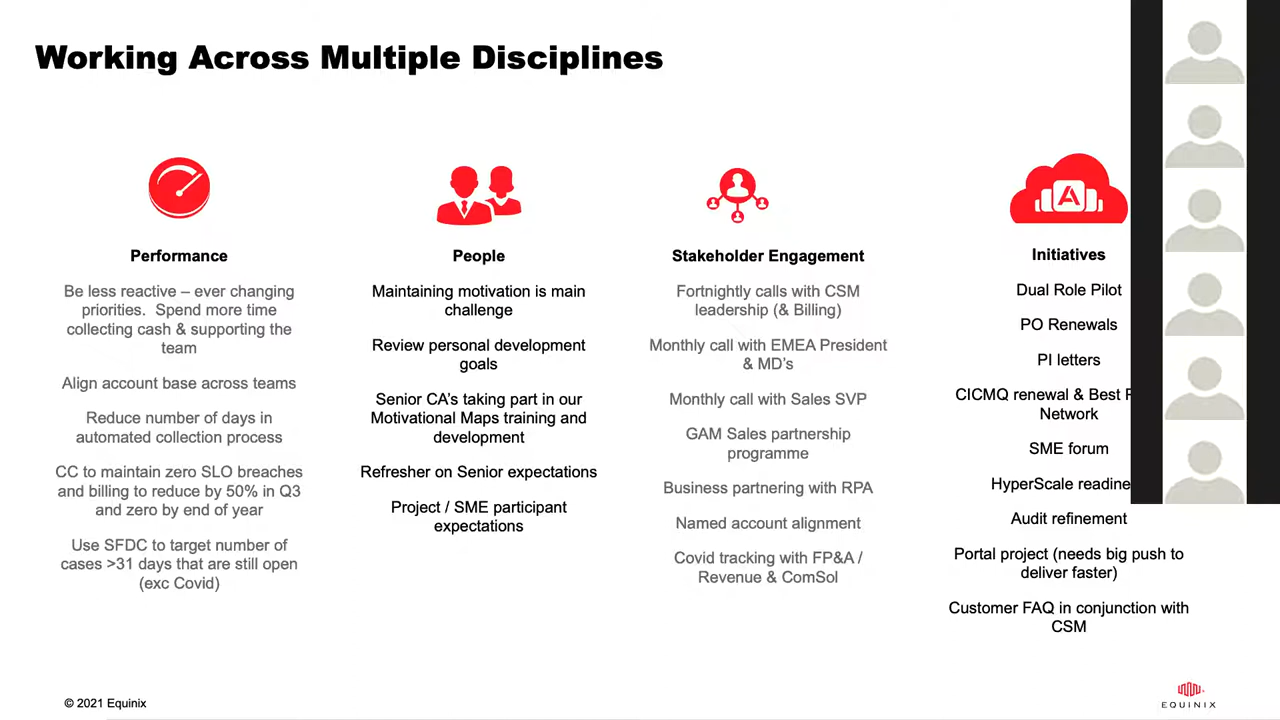 Working Across Multiple Disciplines
Performance
Be less reactive – ever changing
priorities. Spend more time
collecting cash & supporting the
team
Align account base across teams
Reduce number of days in
automated collection process
CC to maintain zero SLO breaches
and billing to reduce by 50% in Q3
and zero by end of year
Use SFDC to target number of
cases >31 days that are still open
(exc Covid)
People
Maintaining motivation is main
challenge
Review personal development
goals
Senior CA's taking part in our
Motivational Maps training and
development
Refresher on Senior expectations
Project / SME participant
expectations
Stakeholder Engagement
Fortnightly calls with CSM
leadership (& Billing)
Monthly call with EMEA President
& MD's
Monthly call with Sales SVP
GAM Sales partnership
programme
Business partnering with RPA
Named account alignment
Covid tracking with FP&A /
Revenue & ComSol
Initiatives
Dual Role Pilot
PO Renewals
PI letters
CICMQ renewal & Best
Network
SME forum
HyperScale
Audit refinement
Portal project (needs big push to
deliver faster)
Customer FAQ in conjunction with
CSM
© 2021 Equinix
EQUINIX